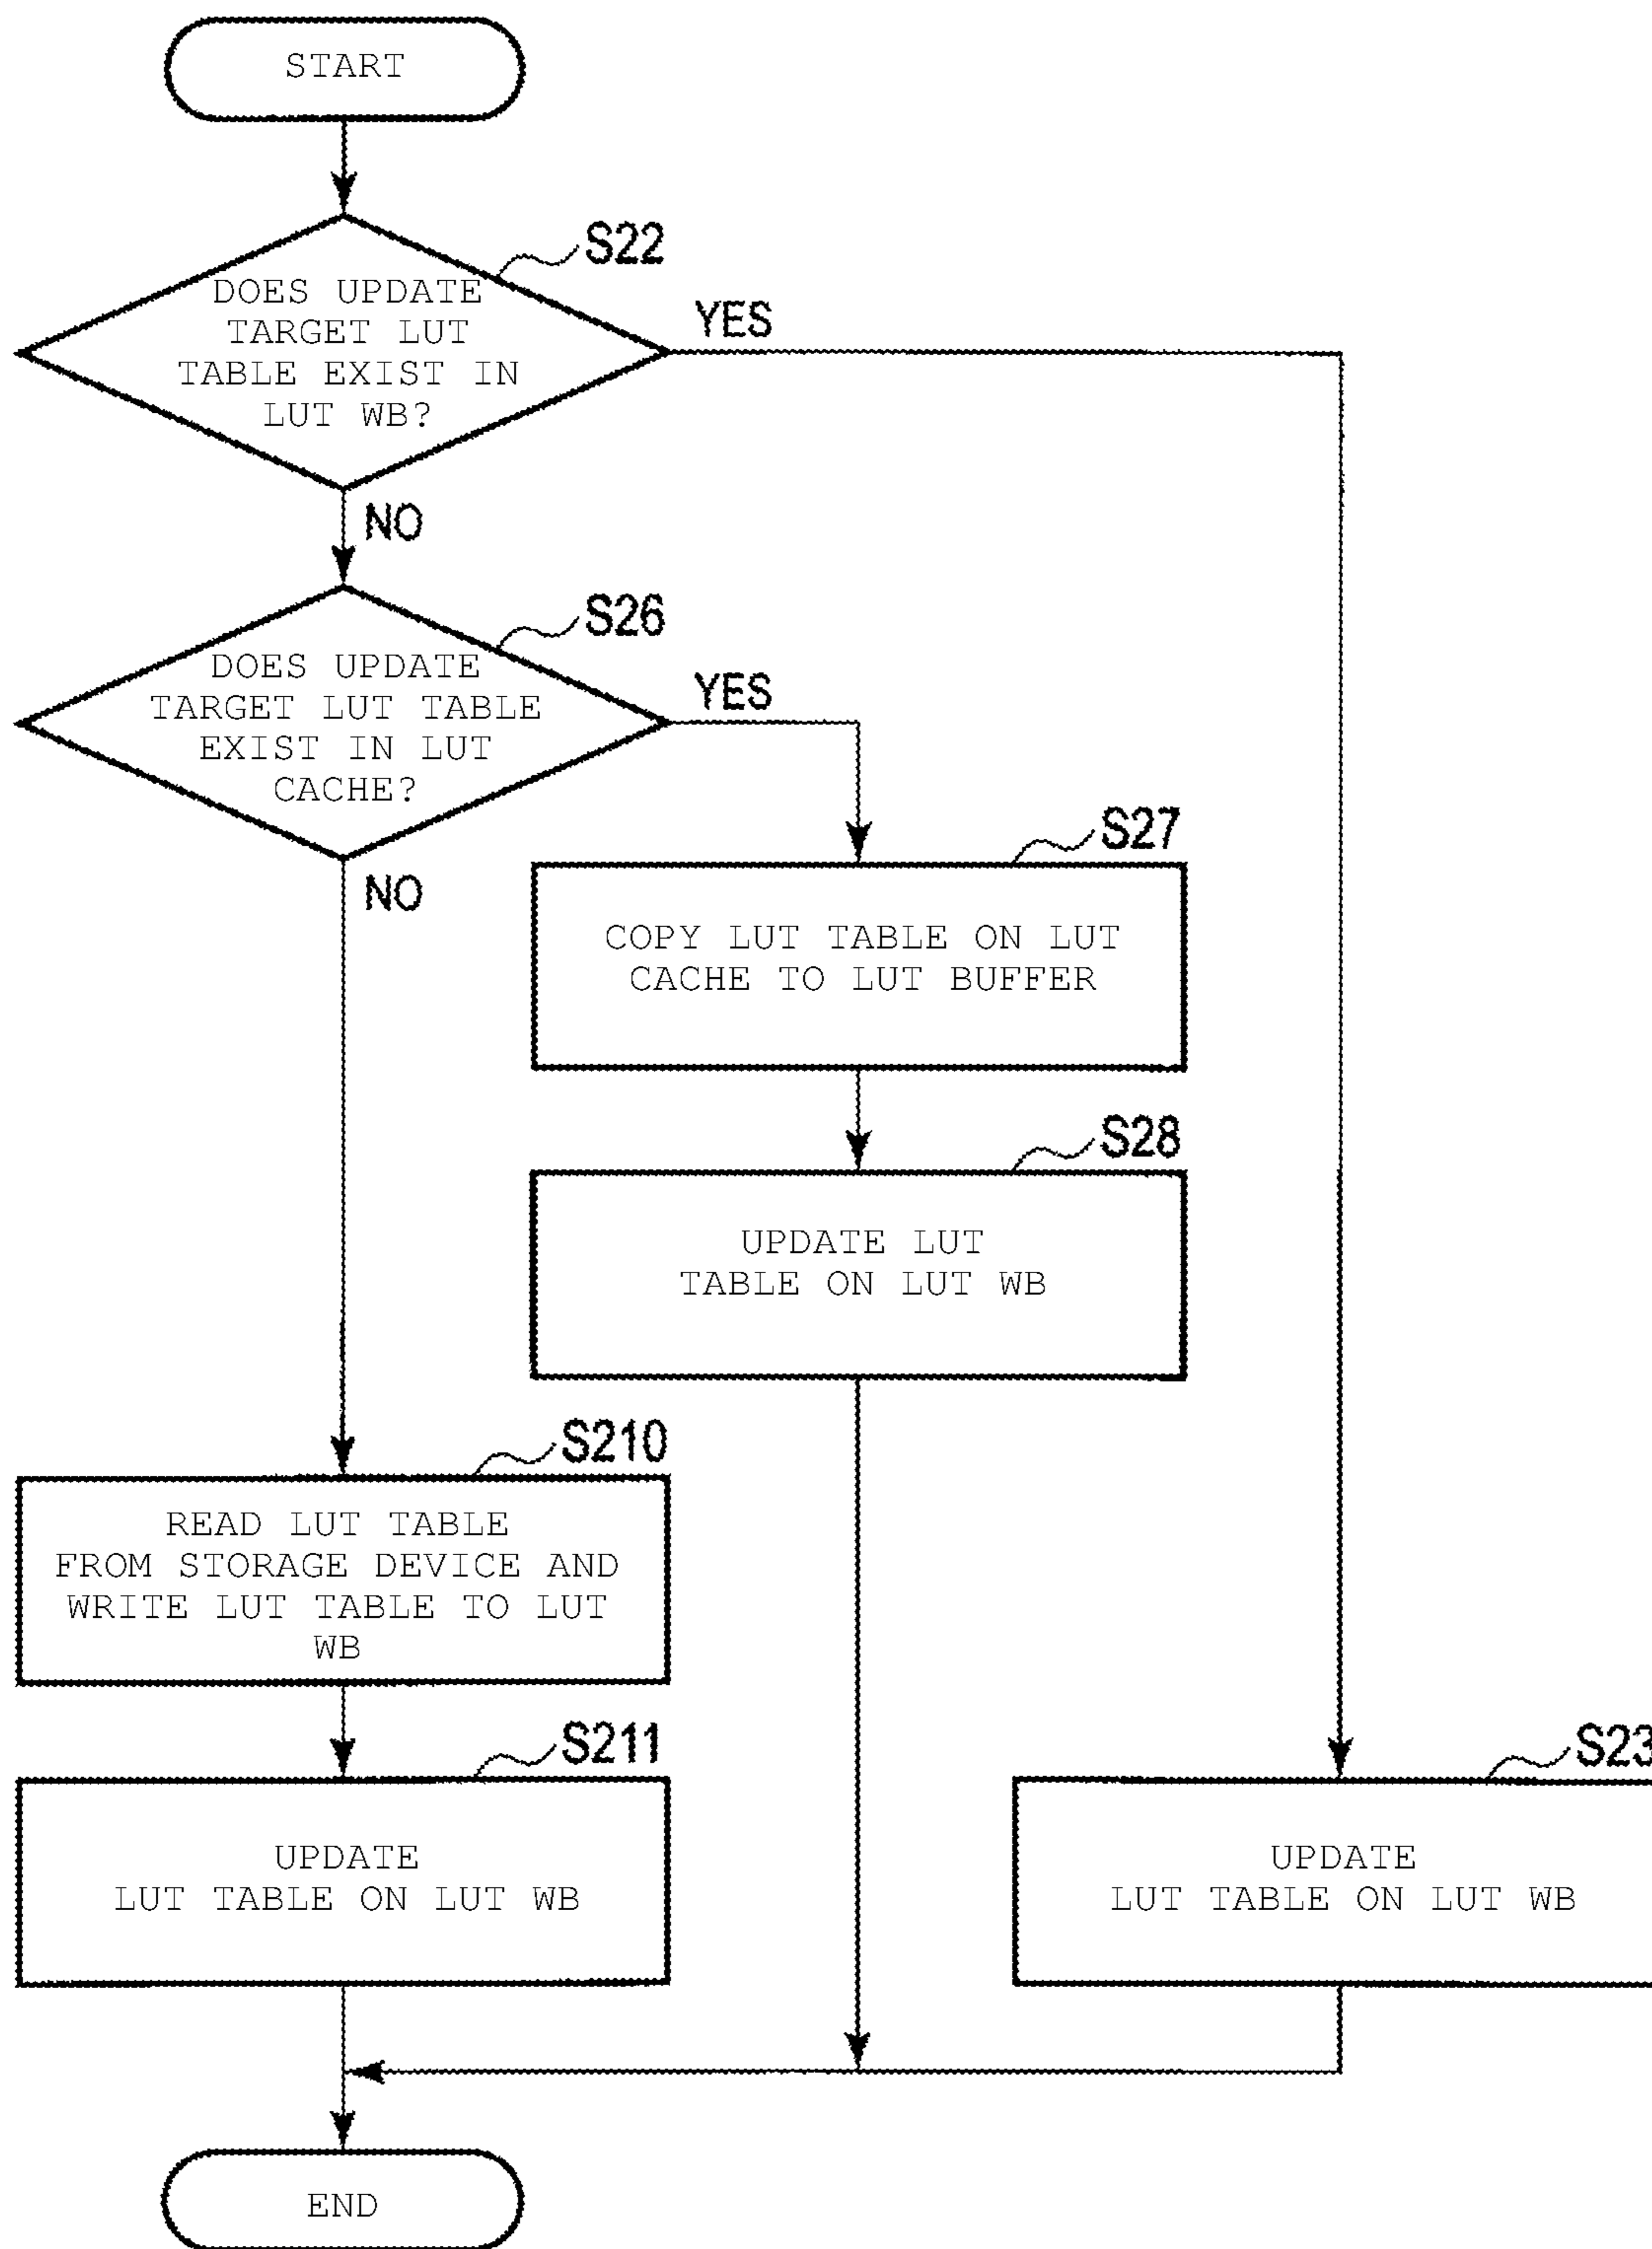 START
S22
DOES UPDATE
TARGET LUT
TABLE EXIST IN
LUT WB?
YES
NO
S26
DOES UPDATE
TARGET LUT TABLE
EXIST IN LUT
CACHE?
YES
NO
S27
COPY LUT TABLE ON LUT
CACHE TO LUT BUFFER
S28
UPDATE LUT
TABLE ON LUT WB
S210
READ LUT TABLE
FROM STORAGE DEVICE AND
WRITE LUT TABLE TO LUT
WB
S211
UPDATE
LUT TABLE ON LUT WB
S23
UPDATE
LUT TABLE ON LUT WB
END